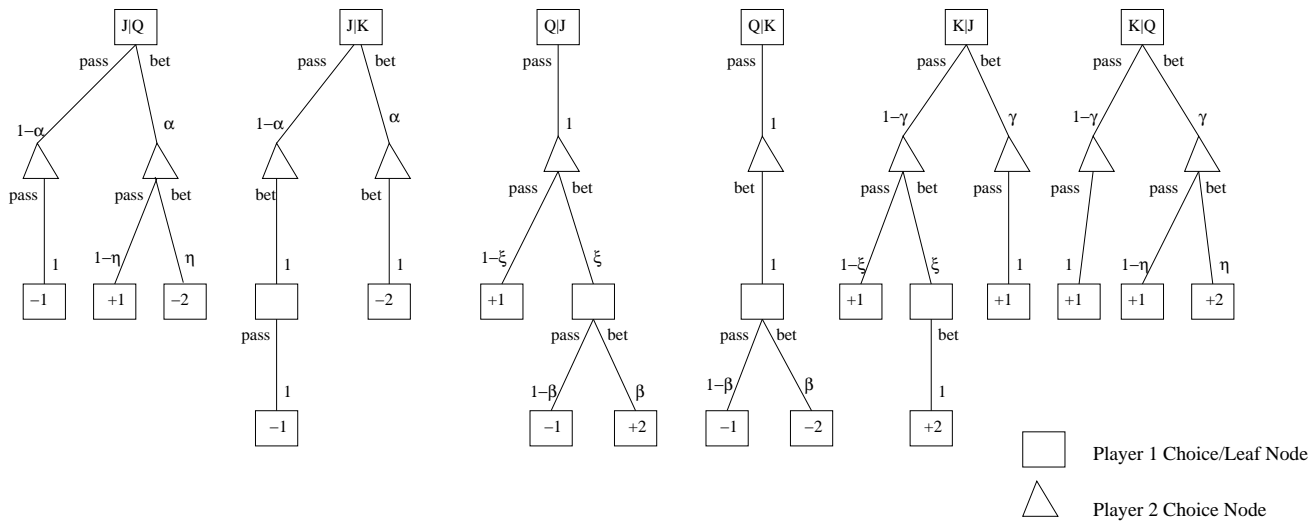 J|Q J|K Q|J Q|K K|J K|Q
pass bet pass bet pass pass pass bet pass bet
1−α α 1−α α 1 1 1−γ γ 1−γ γ
pass pass bet bet bet pass bet bet pass bet pass pass pass bet
1 1−η η 1 1 1−ξ ξ 1 1−ξ ξ 1 1 1−η η
−1 +1 −2 −2 +1 +1 +1 +1 +1 +2
pass pass bet pass bet bet
1 1−β β 1−β β 1
−1 −1 +2 −1 −2 +2
Player 1 Choice/Leaf Node
Player 2 Choice Node